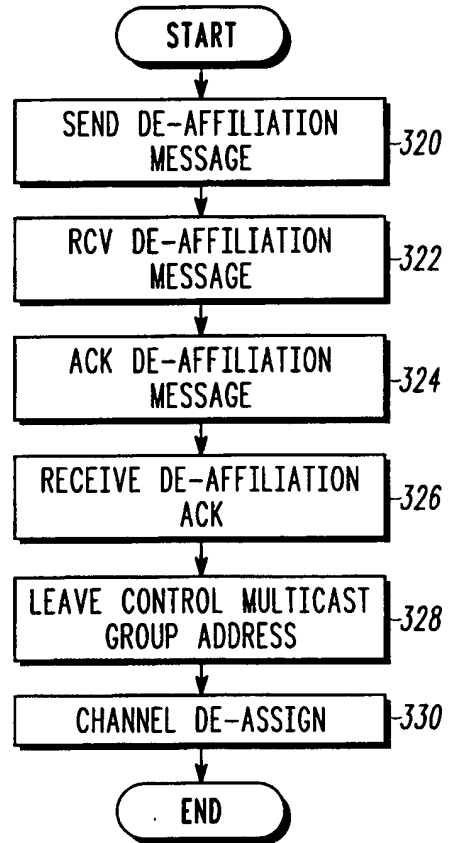 START
SEND DE-AFFILIATION
MESSAGE
320
RCV DE-AFFILIATION
MESSAGE
322
ACK DE-AFFILIATION
MESSAGE
324
RECEIVE DE-AFFILIATION
ACK
326
LEAVE CONTROL MULTICAST
GROUP ADDRESS
328
CHANNEL DE-ASSIGN
330
END